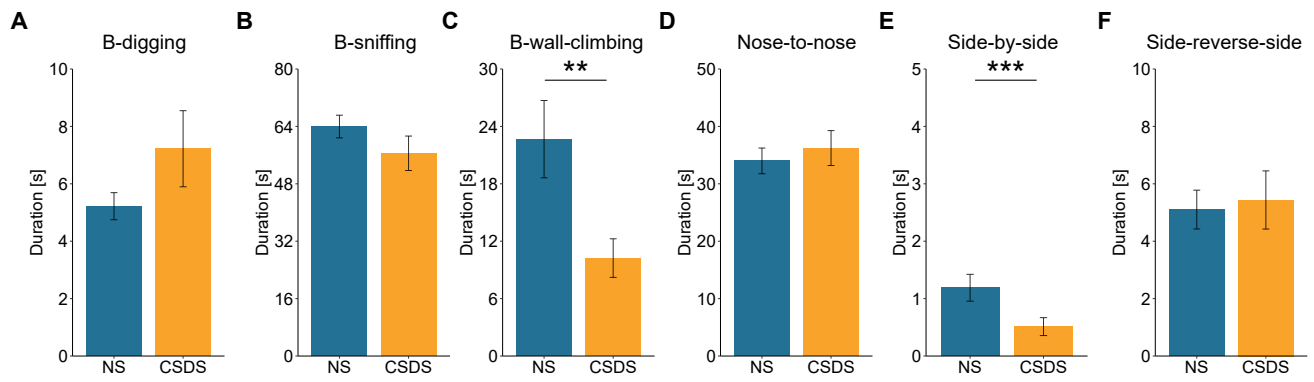 A
B-digging
Duration [s]
10
8
6
4
2
0
NS
CSDS
B
B-sniffing
Duration [s]
80
64
48
32
16
0
NS
CSDS
C
B-wall-climbing
**
Duration [s]
30
24
18
12
6
0
NS
CSDS
D
Nose-to-nose
Duration [s]
50
40
30
20
10
0
NS
CSDS
E
Side-by-side
***
Duration [s]
5
4
3
2
1
0
NS
CSDS
F
Side-reverse-side
Duration [s]
10
8
6
4
2
0
NS
CSDS